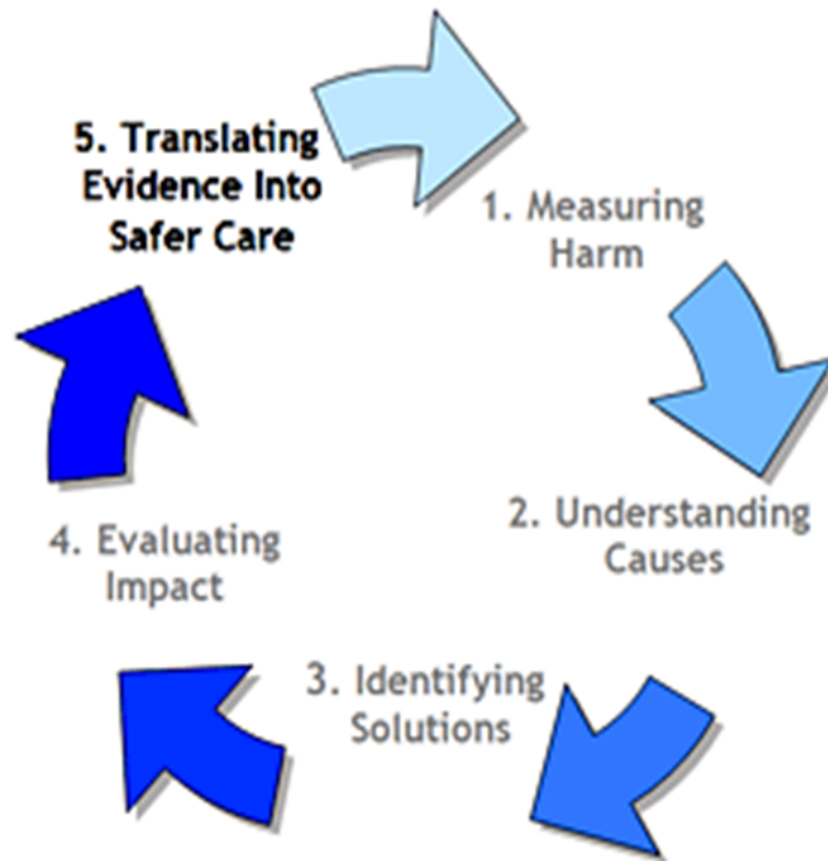 5. Translating
Evidence Into
Safer Care
1. Measuring
Harm
2. Understanding
Causes
3. Identifying
Solutions
4. Evaluating
Impact